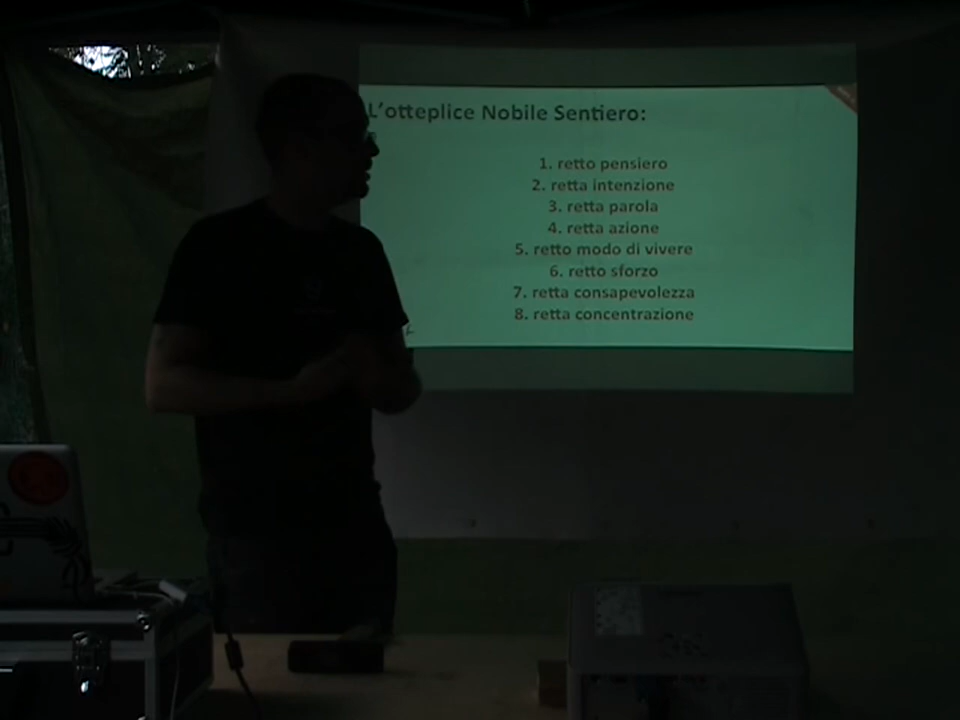 L'otteplice Nobile Sentiero:
1. retto pensiero
2. retta intenzione
3. retta parola
4. retta azione
5. retto modo di vivere
6. retto sforzo
7. retta consapevolezza
8. retta concentrazione